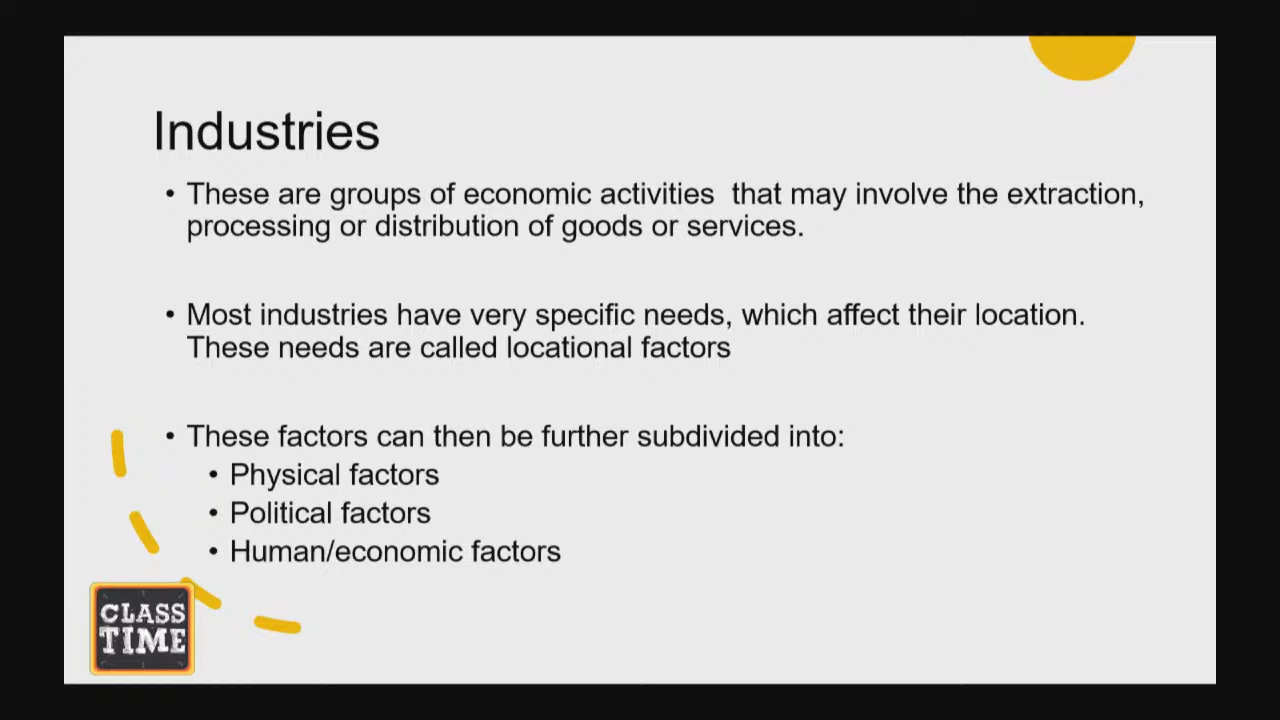 Industries
• These are groups of economic activities  that may involve the extraction,
processing or distribution of goods or services.
• Most industries have very specific needs, which affect their location.
These needs are called locational factors
• These factors can then be further subdivided into:
• Physical factors
• Political factors
• Human/economic factors
CLASS
TIME